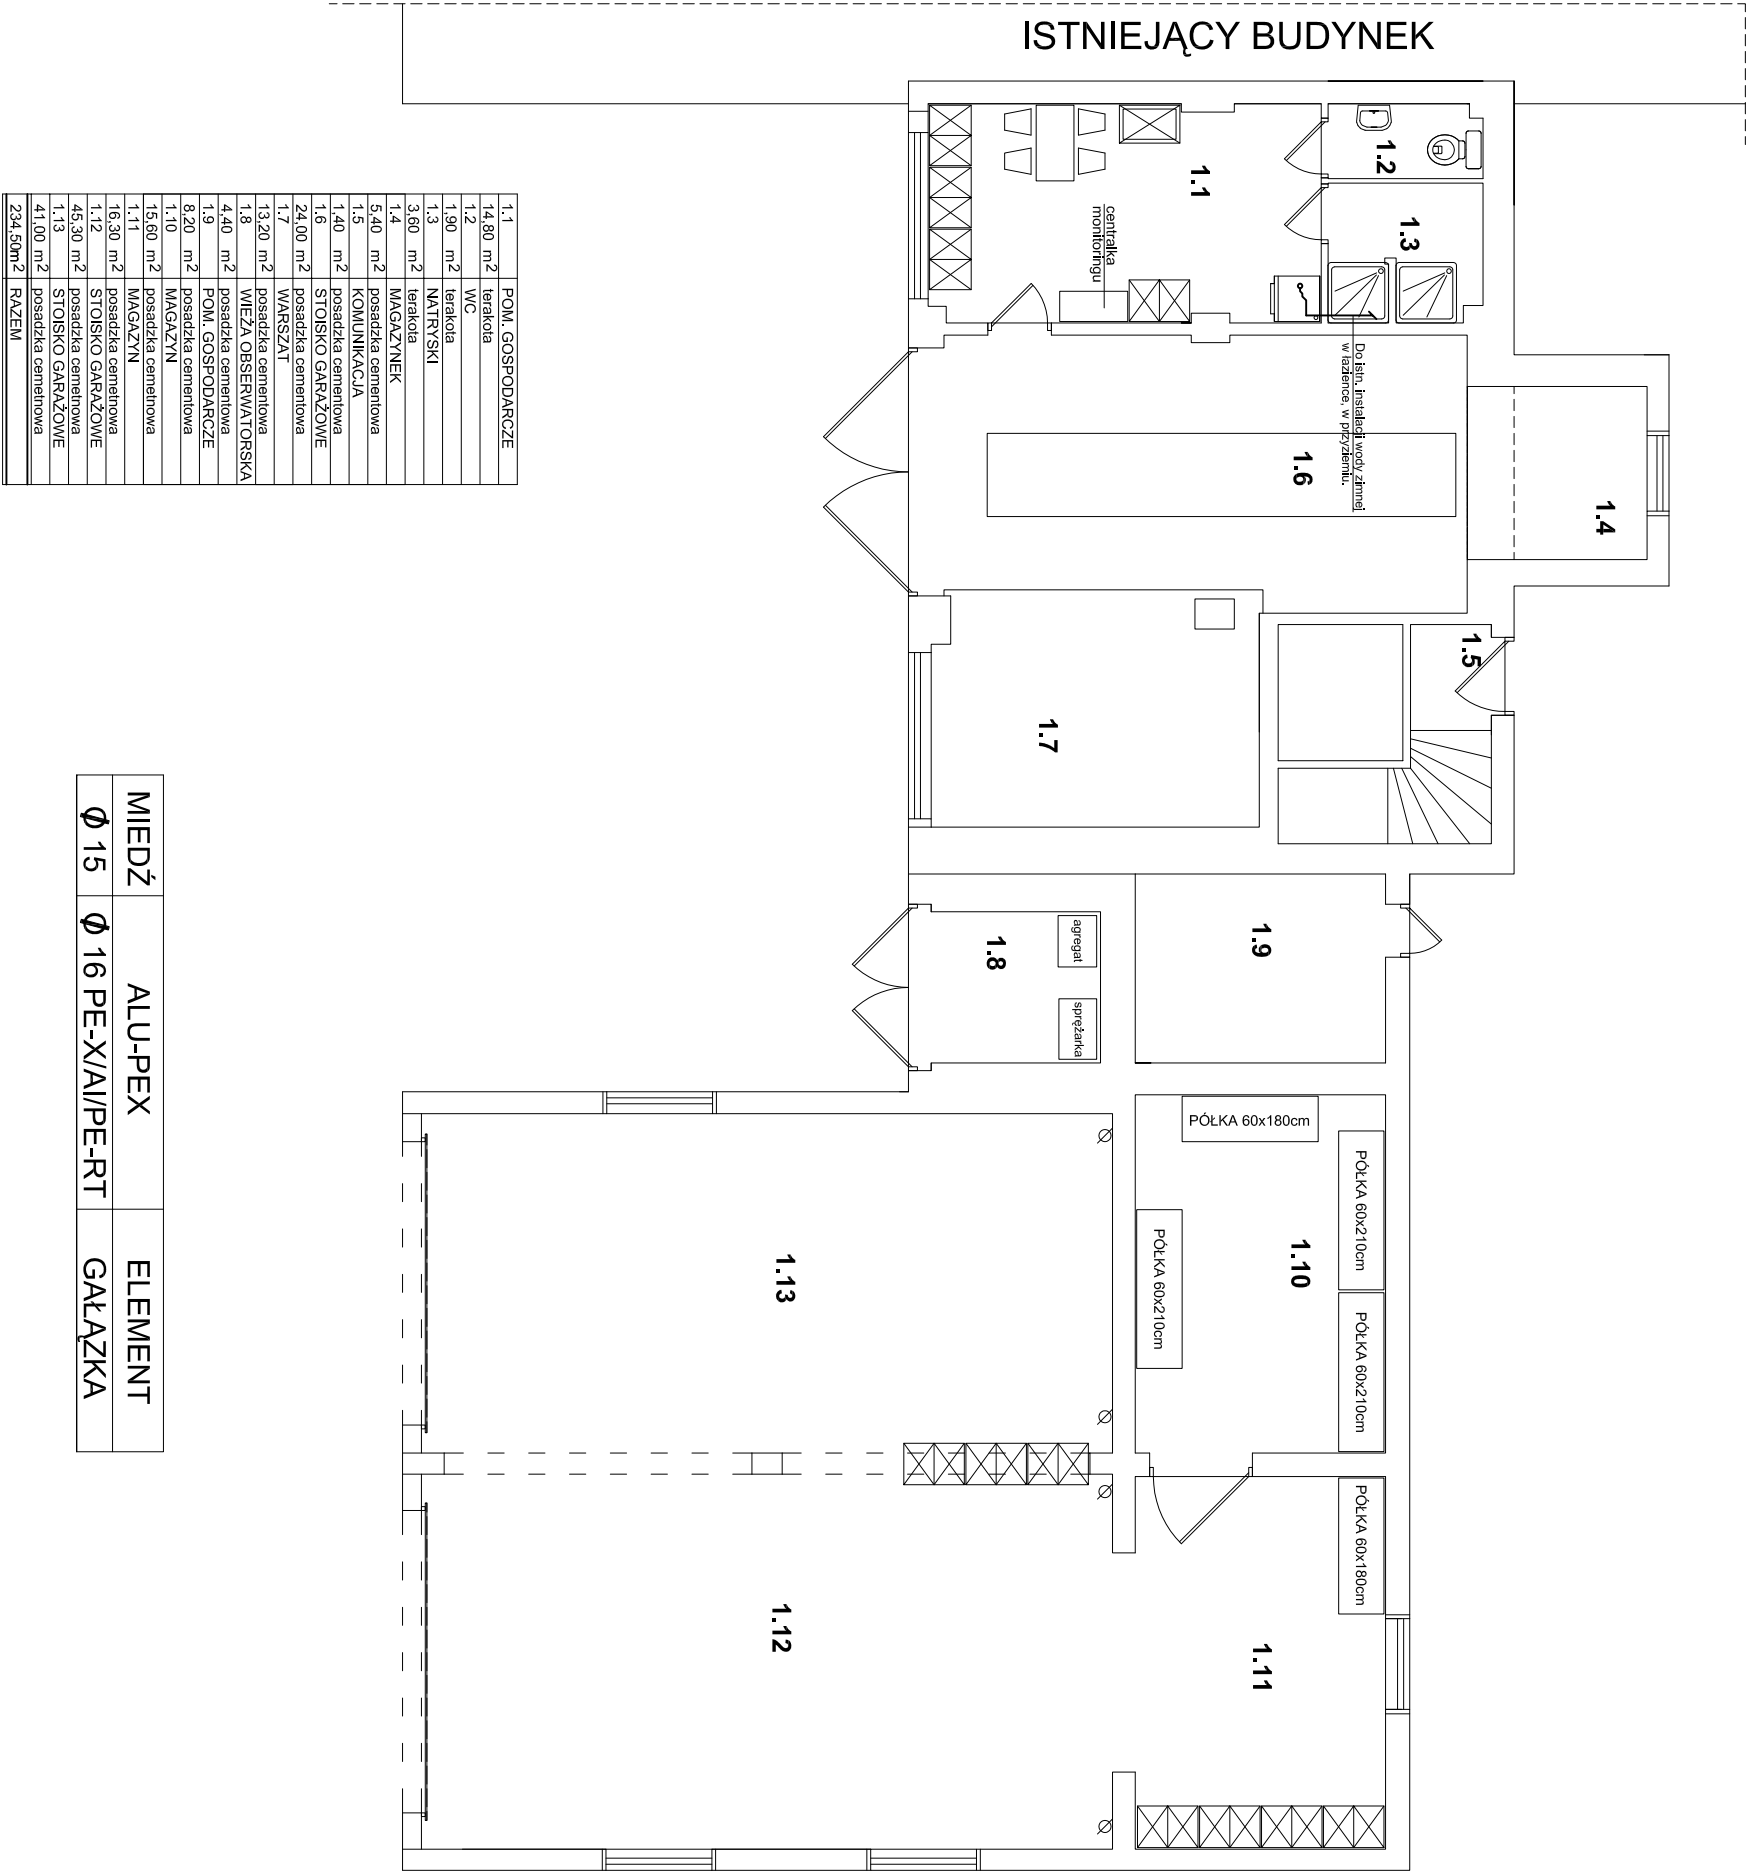 ISTNIEJĄCY BUDYNEK
1.1
1.2
1.3
centralka
monitoringu
Do istn. instalacji wody zimnej
w łazience, w przyziemiu.
1.4
1.5
1.6
1.7
1.8
agregat
sprężarka
1.9
PÓŁKA 60x180cm
PÓŁKA 60x210cm
PÓŁKA 60x210cm
PÓŁKA 60x210cm
1.10
PÓŁKA 60x180cm
1.11
1.12
1.13
1.1 POM. GOSPODARCZE
14,80 m2 terakota
1.2 WC
1,90 m2 terakota
1.3 NATRYSKI
3,60 m2 terakota
1.4 MAGAZYNEK
5,40 m2 posadzka cementowa
1.5 KOMUNIKACJA
1,40 m2 posadzka cementowa
1.6 STOISKO GARAŻOWE
24,00 m2 posadzka cementowa
1.7 WARSZAT
13,20 m2 posadzka cementowa
1.8 WIEŻA OBSERWATORSKA
4,40 m2 posadzka cementowa
1.9 POM. GOSPODARCZE
8,20 m2 posadzka cementowa
1.10 MAGAZYN
15,60 m2 posadzka cemetnowa
1.11 MAGAZYN
16,30 m2 posadzka cemetnowa
1.12 STOISKO GARAŻOWE
45,30 m2 posadzka cemetnowa
1.13 STOISKO GARAŻOWE
41,00 m2 posadzka cemetnowa
234,50m2 RAZEM
MIEDŹ ALU-PEX ELEMENT
Ø 15 Ø 16 PE-X/Al/PE-RT GAŁĄZKA